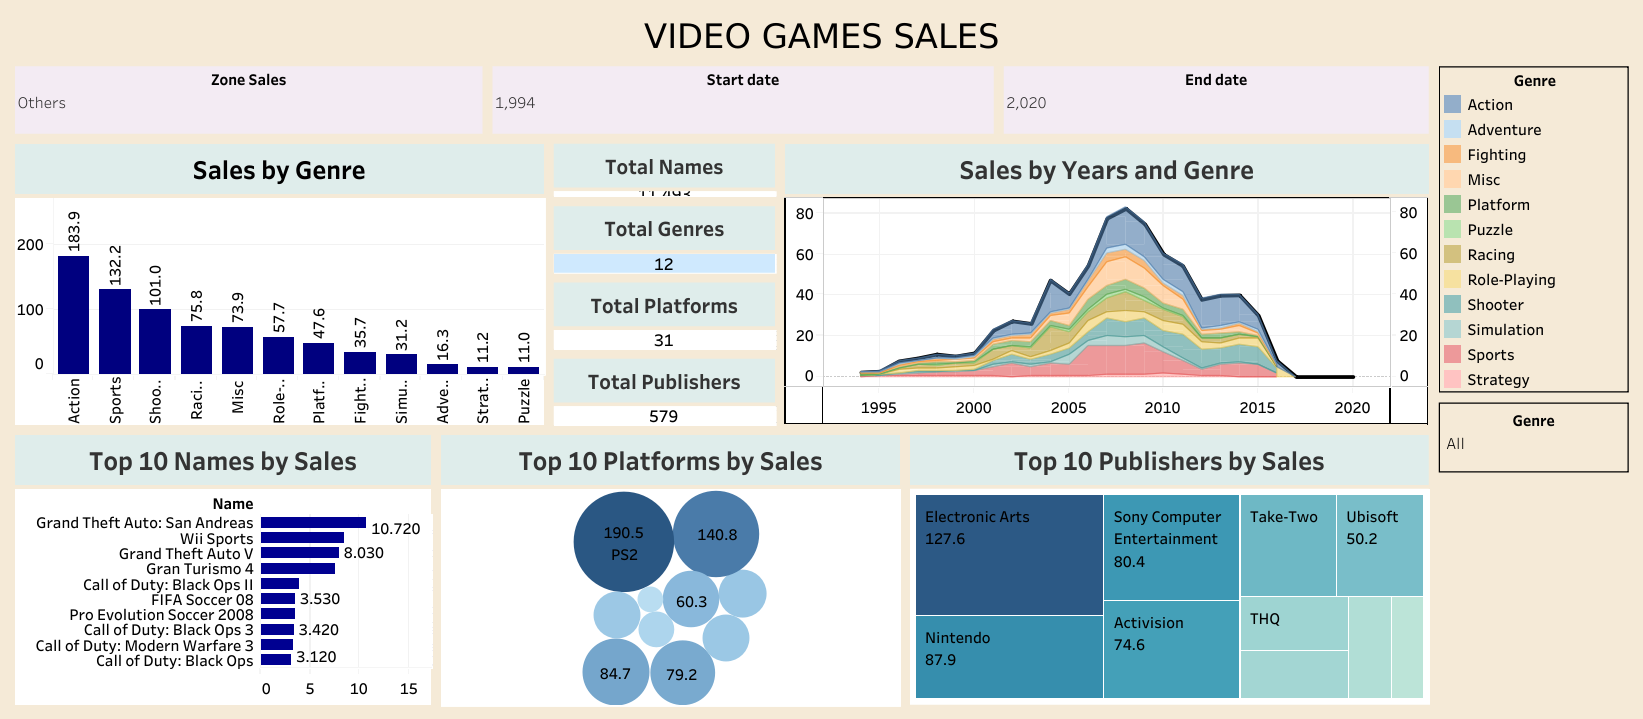 VIDEO GAMES SALES
Zone Sales
Others
Start date
1,994
End date
2,020
Genre
Action
Adventure
Fighting
Misc
Platform
Puzzle
Racing
Role-Playing
Shooter
Simulation
Sports
Strategy
Genre
All
Sales by Genre
200
100
0
183.9
132.2
101.0
75.8
73.9
57.7
47.6
35.7
31.2
16.3
11.2
11.0
Action
Sports
Shoo..
Raci..
Misc
Role-..
Platf..
Fight..
Simu..
Adve..
Strat..
Puzzle
Total Names
Total Genres
12
Total Platforms
31
Total Publishers
579
Sales by Years and Genre
80
60
40
20
0
80
60
40
20
0
1995
2000
2005
2010
2015
2020
Top 10 Names by Sales
Name
Grand Theft Auto: San Andreas
10.720
Wii Sports
Grand Theft Auto V
8.030
Gran Turismo 4
Call of Duty: Black Ops II
FIFA Soccer 08
3.530
Pro Evolution Soccer 2008
Call of Duty: Black Ops 3
3.420
Call of Duty: Modern Warfare 3
Call of Duty: Black Ops
3.120
0
5
10
15
Top 10 Platforms by Sales
190.5
PS2
140.8
60.3
84.7
79.2
Top 10 Publishers by Sales
Electronic Arts
127.6
Nintendo
87.9
Sony Computer
Entertainment
80.4
Activision
74.6
Take-Two
Ubisoft
50.2
THQ